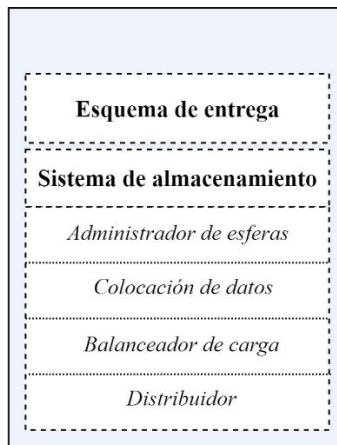 Esquema de entrega
Sistema de almacenamiento
Administrador de esferas
Colocación de datos
Balanceador de carga
Distribuidor